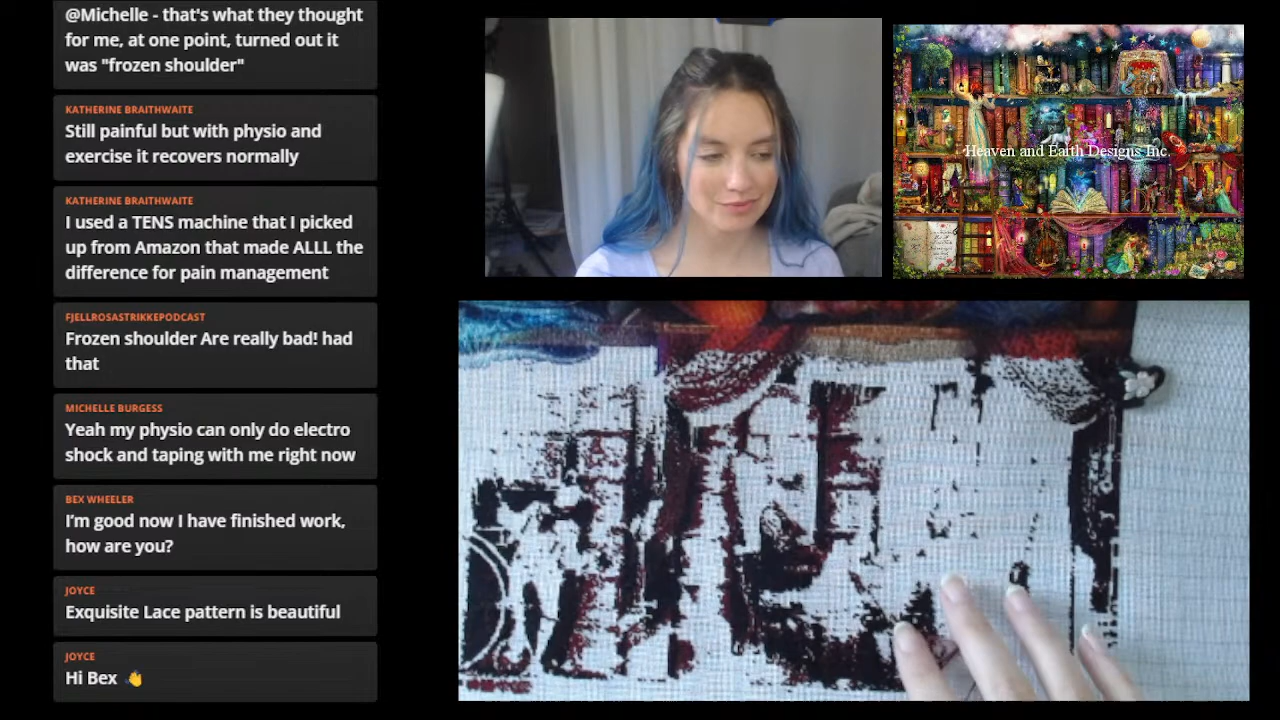 @Michelle - that's what they thought
for me, at one point, turned out it
was "frozen shoulder"
KATHERINE BRAITHWAITE
Still painful but with physio and
exercise it recovers normally
KATHERINE BRAITHWAITE
I used a TENS machine that I picked
up from Amazon that made ALLL the
difference for pain management
FJELLROSASTRIKKEPODCAST
Frozen shoulder Are really bad! had
that
MICHELLE BURGESS
Yeah my physio can only do electro
shock and taping with me right now
BEX WHEELER
I'm good now I have finished work,
how are you?
JOYCE
Exquisite Lace pattern is beautiful
JOYCE
Hi Bex 👋
Heaven and Earth Designs Inc.